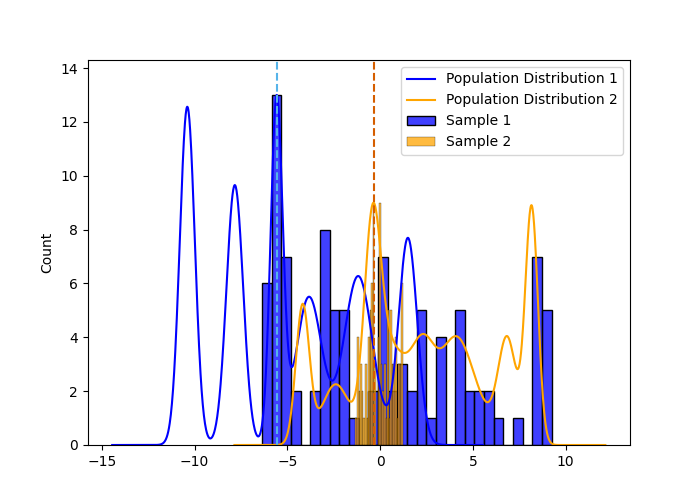 14
12
10
8
6
4
2
0
Count
−15
−10
−5
0
5
10
Population Distribution 1
Population Distribution 2
Sample 1
Sample 2